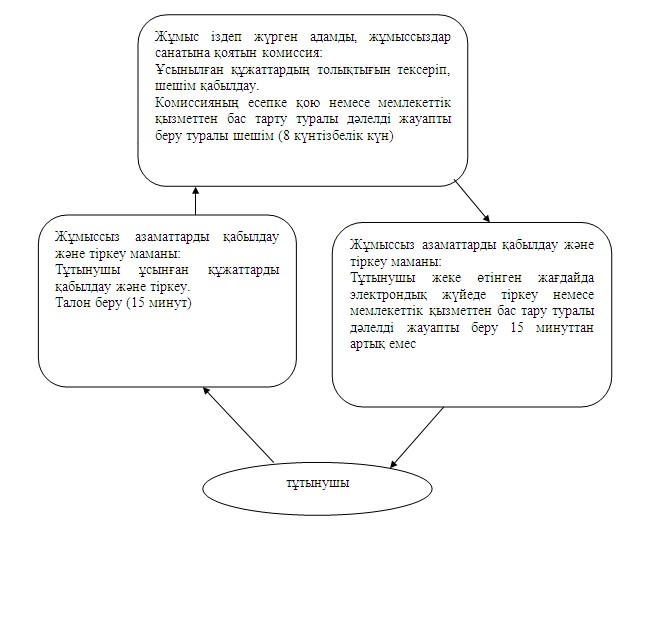 Жұмыс іздеп жүрген адамды, жұмыссыздар
санатына қоятын комиссия:
Ұсынылған құжаттардың толықтығын тексеріп,
шешім қабылдау.
Комиссияның есепке қою немесе мемлекеттік
қызметтен бас тарту туралы дәлелді жауапты
беру туралы шешім (8 күнтізбелік күн)
Жұмыссыз азаматтарды қабылдау
және тіркеу маманы:
Тұтынушы ұсынған құжаттарды
қабылдау және тіркеу.
Талон беру (15 минут)
Жұмыссыз азаматтарды қабылдау және
тіркеу маманы:
Тұтынушы жеке өтінген жағдайда
электрондық жүйеде тіркеу немесе
мемлекеттік қызметтен бас тару туралы
дәлелді жауапты беру 15 минуттан
артық емес
тұтынушы